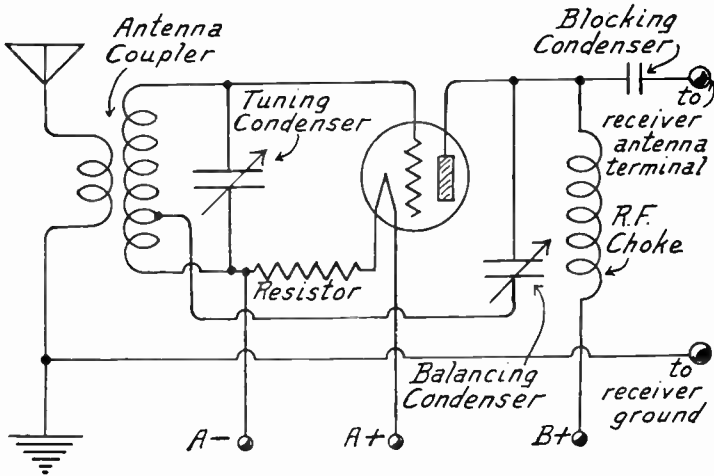 Antenna
Coupler
Tuning
Condenser
Blocking
Condenser
to
receiver
antenna
terminal
R.F.
Choke
Resistor
Balancing
Condenser
to
receiver
ground
A-
A+
B+